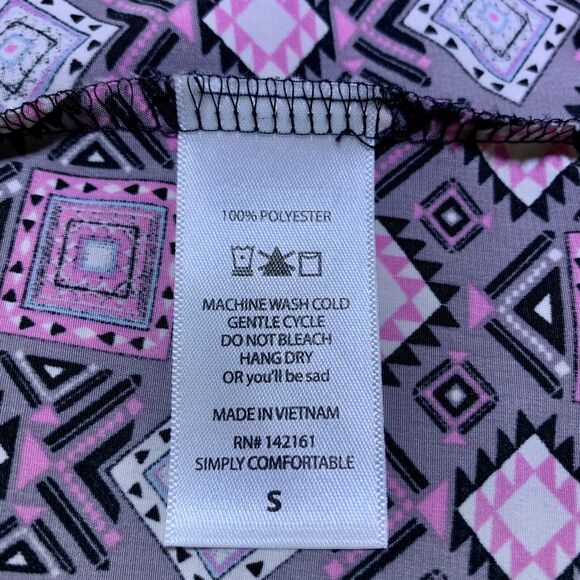 100% POLYESTER
MACHINE WASH COLD
GENTLE CYCLE
DO NOT BLEACH
HANG DRY
OR you'll be sad
MADE IN VIETNAM
RN# 142161
SIMPLY COMFORTABLE
S